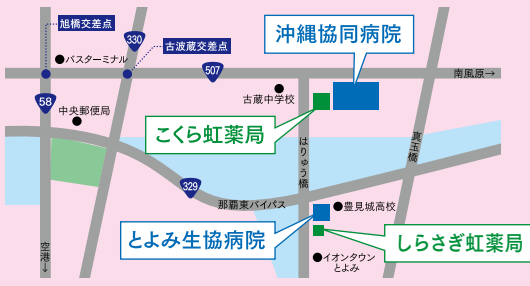 旭橋交差点
古波蔵交差点
330
沖縄協同病院
バスターミナル
507
南風原→
58
中央郵便局
古蔵中学校
こくら虹薬局
はりゅう橋
真玉橋
329
那覇東バイパス
とよみ生協病院
豊見城高校
しらさぎ虹薬局
空港→
イオンタウン
とよみ